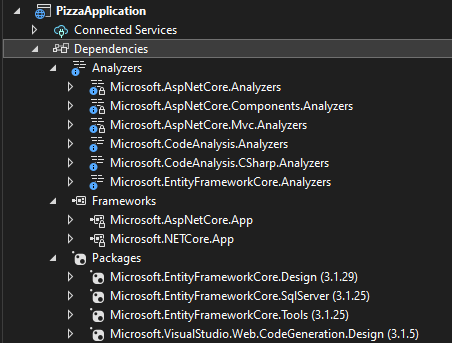 PizzaApplication
Connected Services
Dependencies
Analyzers
Microsoft.AspNetCore.Analyzers
Microsoft.AspNetCore.Components.Analyzers
Microsoft.AspNetCore.Mvc.Analyzers
Microsoft.CodeAnalysis.Analyzers
Microsoft.CodeAnalysis.CSharp.Analyzers
Microsoft.EntityFrameworkCore.Analyzers
Frameworks
Microsoft.AspNetCore.App
Microsoft.NETCore.App
Packages
Microsoft.EntityFrameworkCore.Design (3.1.29)
Microsoft.EntityFrameworkCore.SqlServer (3.1.25)
Microsoft.EntityFrameworkCore.Tools (3.1.25)
Microsoft.VisualStudio.Web.CodeGeneration.Design (3.1.5)